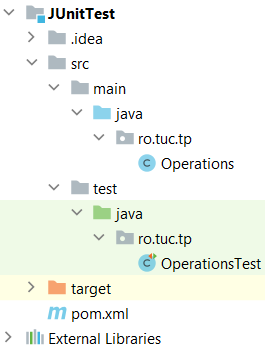 JUnitTest
.idea
src
main
java
ro.tuc.tp
C Operations
test
java
ro.tuc.tp
C OperationsTest
target
m pom.xml
External Libraries